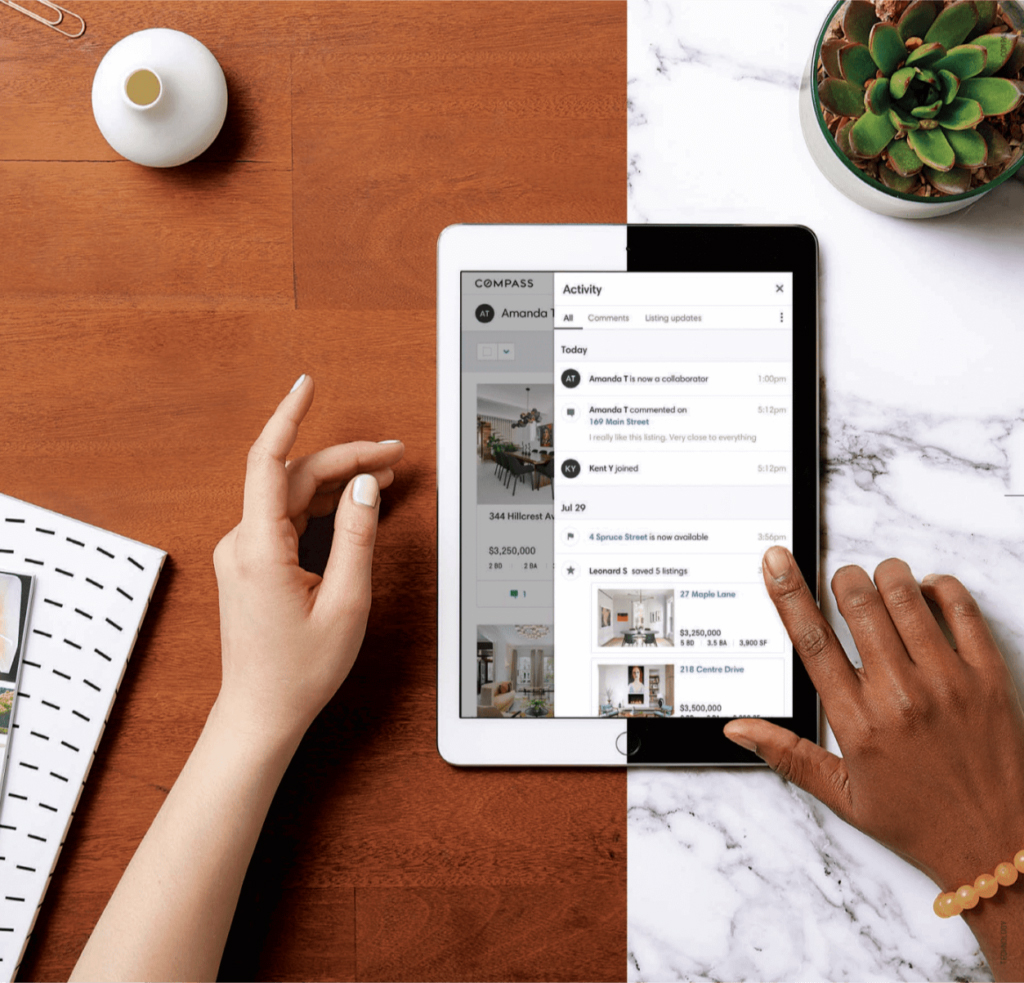 COMPASS
AT
Amanda T
344 Hillcrest Av
$3,250,000
2 BD 2 BA
1
Activity
All Comments Listing updates
Today
AT Amanda T is now a collaborator 1:00pm
Amanda T commented on 5:12pm
169 Main Street
I really like this listing. Very close to everything
KY Kent Y joined 5:12pm
Jul 29
4 Spruce Street is now available 3:56pm
Leonard S saved 5 listings
27 Maple Lane
$3,250,000
5 BD 3.5 BA 3,900 SF
218 Centre Drive
$3,500,000
TECHNOLOGY